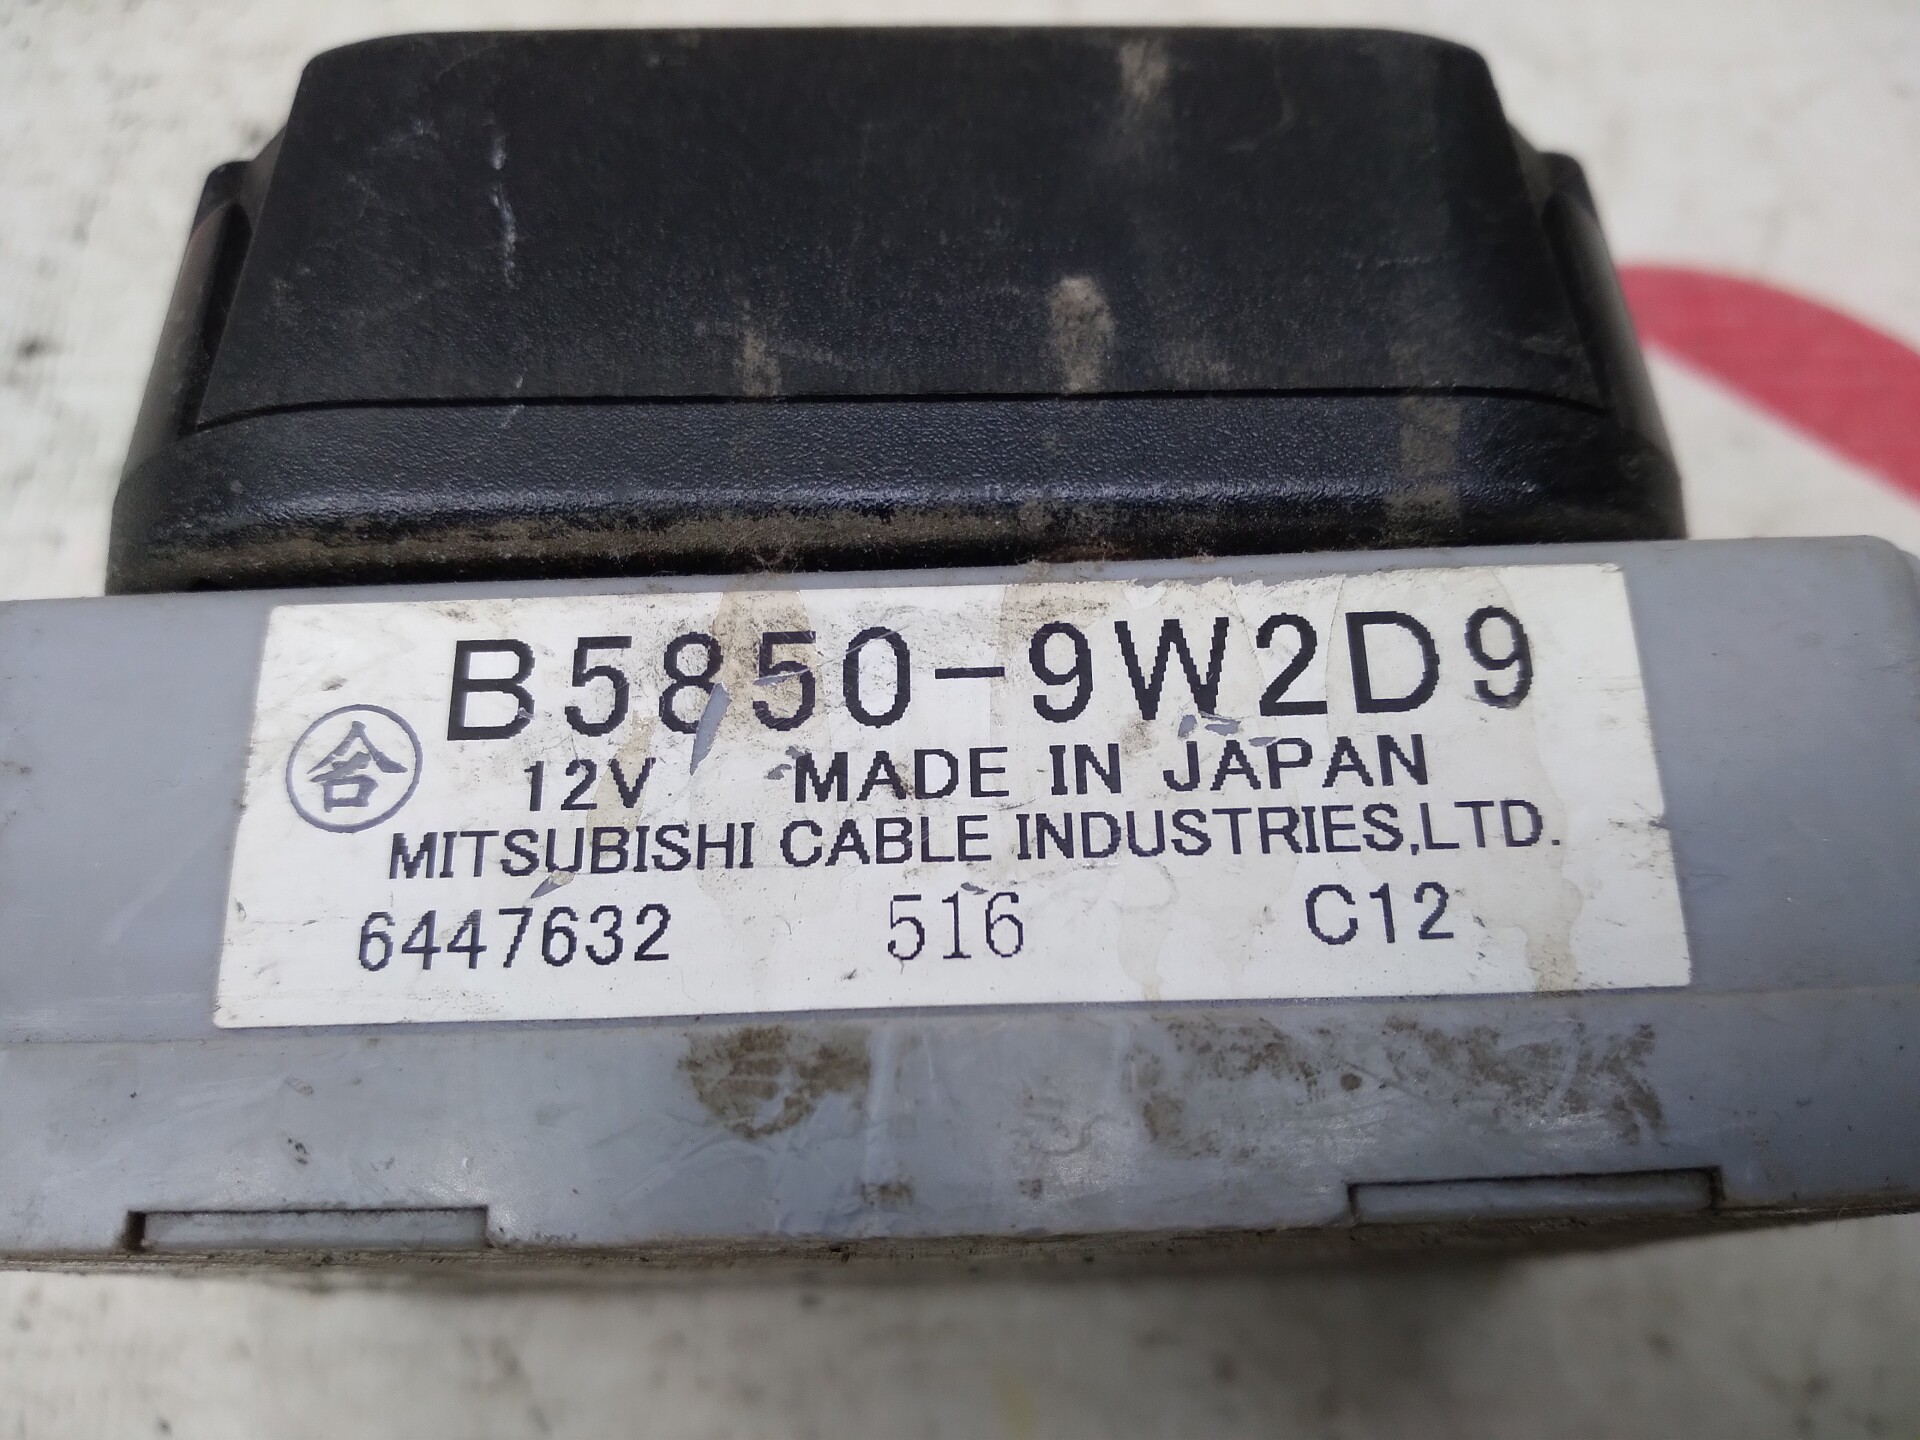 B5850-9W2D9
合 12V MADE IN JAPAN
MITSUBISHI CABLE INDUSTRIES,LTD.
6447632 516 C12